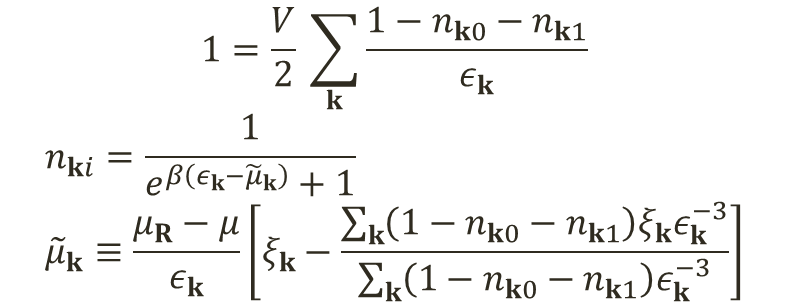 1 = \frac{V}{2} \sum_{\mathbf{k}} \frac{1 - n_{\mathbf{k}0} - n_{\mathbf{k}1}}{\epsilon_{\mathbf{k}}}
n_{\mathbf{k}i} = \frac{1}{e^{\beta(\epsilon_{\mathbf{k}} - \tilde{\mu}_{\mathbf{k}})} + 1}
\tilde{\mu}_{\mathbf{k}} \equiv \frac{\mu_{\mathbf{R}} - \mu}{\epsilon_{\mathbf{k}}} \left[ \xi_{\mathbf{k}} - \frac{\sum_{\mathbf{k}} (1 - n_{\mathbf{k}0} - n_{\mathbf{k}1}) \xi_{\mathbf{k}} \epsilon_{\mathbf{k}}^{-3}}{\sum_{\mathbf{k}} (1 - n_{\mathbf{k}0} - n_{\mathbf{k}1}) \epsilon_{\mathbf{k}}^{-3}} \right]